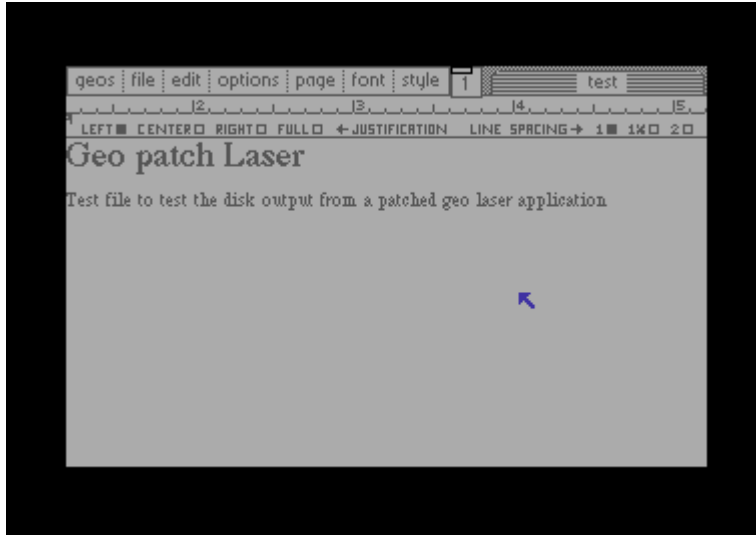 geos file edit options page font style 1 test
2 3 4 5
LEFT CENTER RIGHT FULL ←JUSTIFICATION LINE SPACING→ 1 1½ 2
Geo patch Laser
Test file to test the disk output from a patched geo laser application